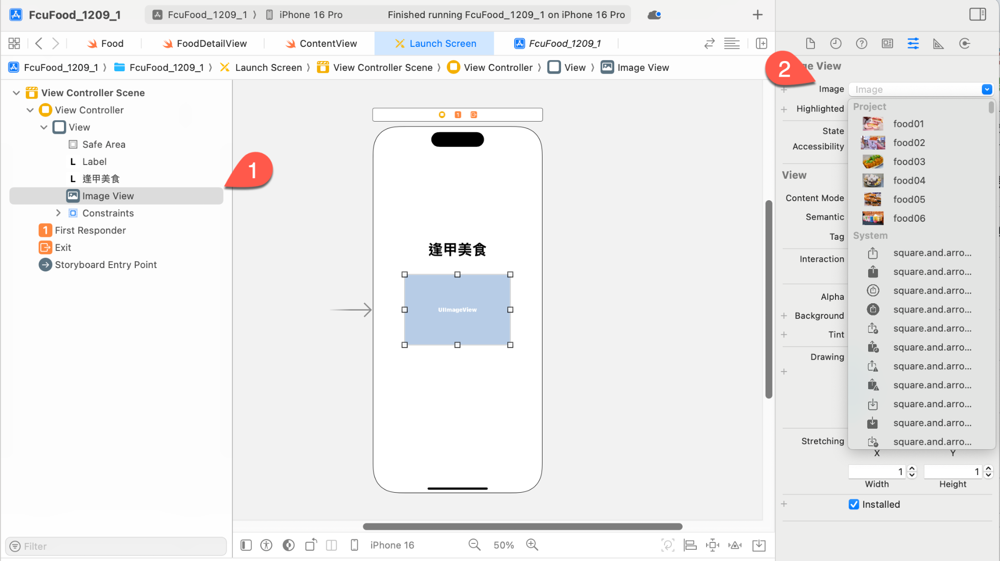 FcuFood_1209_1
FcuFood_1209_1 〉 iPhone 16 Pro
Finished running FcuFood_1209_1 on iPhone 16 Pro
Food
FoodDetailView
ContentView
Launch Screen
FcuFood_1209_1
FcuFood_1209_1 〉 FcuFood_1209_1 〉 Launch Screen 〉 View Controller Scene 〉 View Controller 〉 View 〉 Image View
View Controller Scene
View Controller
View
Safe Area
L Label
L 逢甲美食
Image View
Constraints
1 First Responder
Exit
Storyboard Entry Point
Filter
1
1
逢甲美食
UIImageView
iPhone 16
50%
2
ge View
Image
Image
Highlighted
State
Accessibility
View
Content Mode
Semantic
Tag
Interaction
Alpha
Background
Tint
Drawing
Stretching
Project
food01
food02
food03
food04
food05
food06
System
square.and.arro...
square.and.arro...
square.and.arro...
square.and.arro...
square.and.arro...
square.and.arro...
square.and.arro...
square.and.arro...
square.and.arro...
square.and.arro...
square.and.arro...
X
Y
1
1
Width
Height
Installed